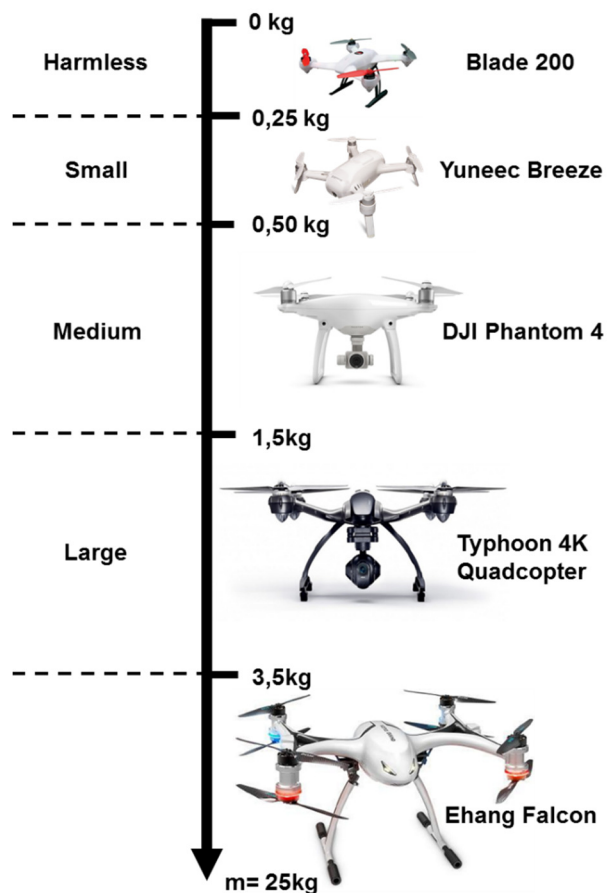 0 kg
Harmless
Blade 200
0,25 kg
Small
Yuneec Breeze
0,50 kg
Medium
DJI Phantom 4
1,5kg
Large
Typhoon 4K
Quadcopter
3,5kg
Ehang Falcon
m= 25kg